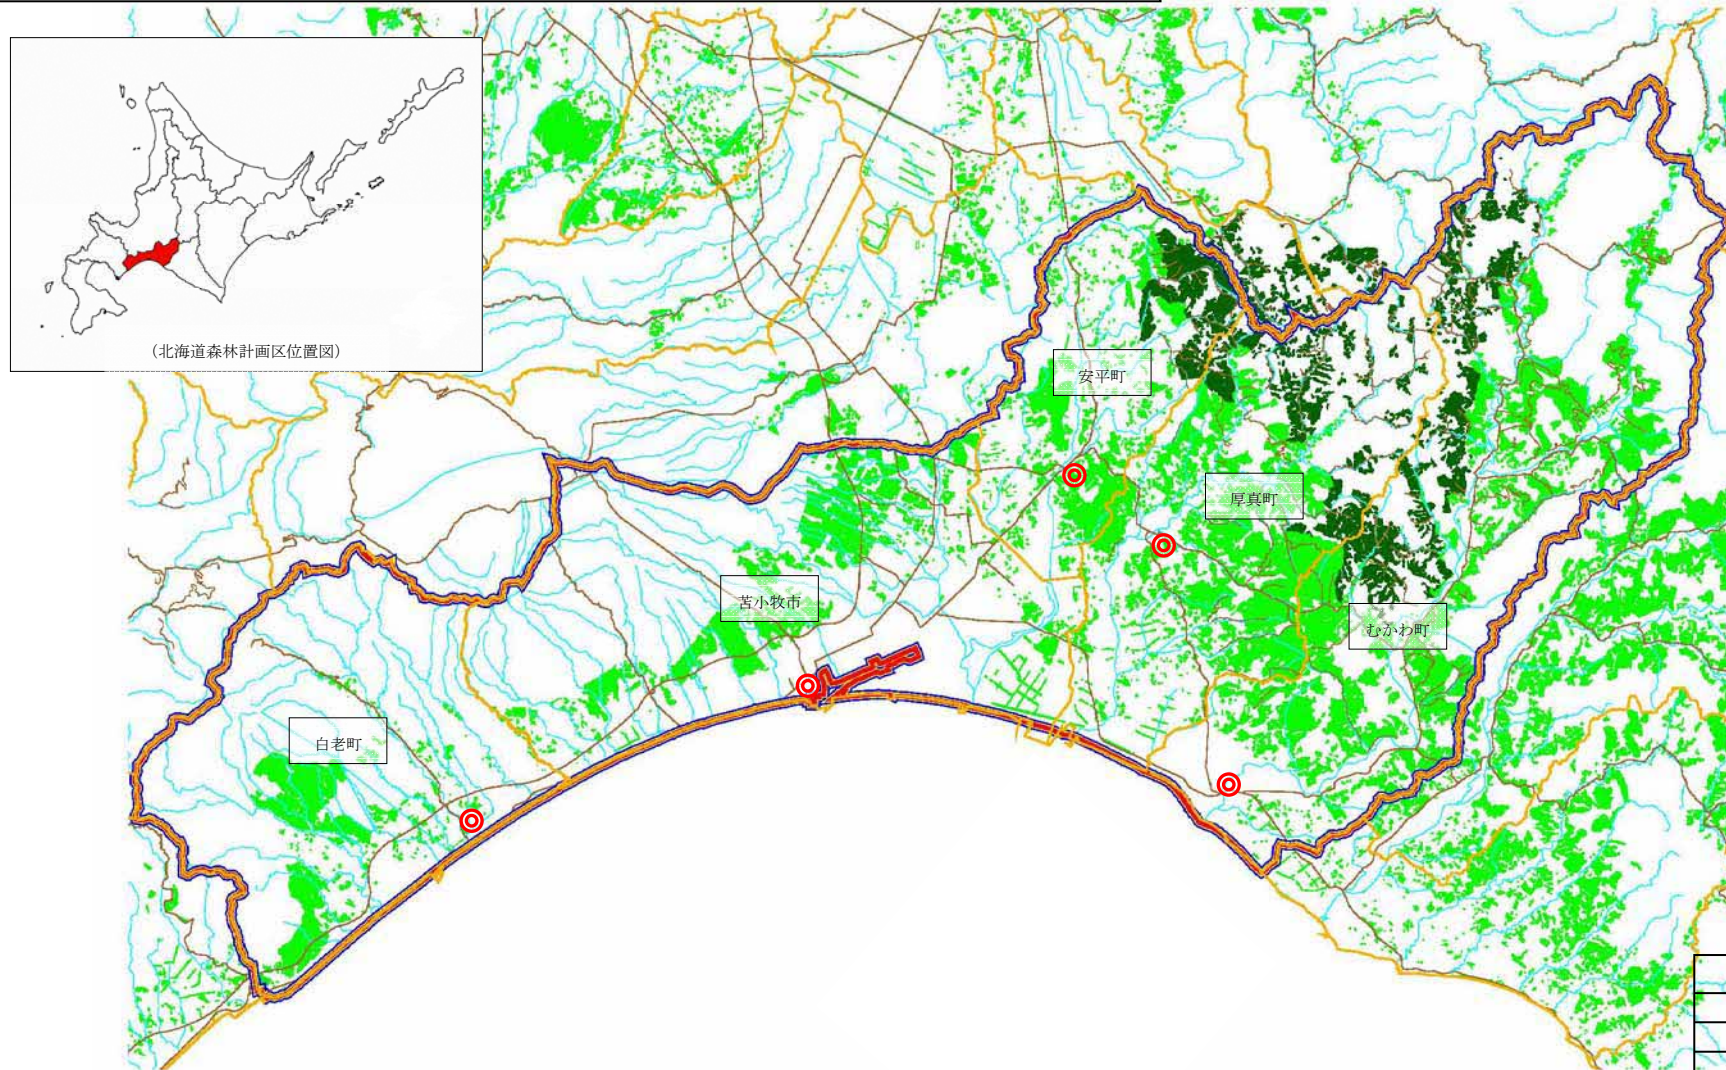 (北海道森林計画区位置図)
安平町
厚真町
苫小牧市
むかわ町
白老町